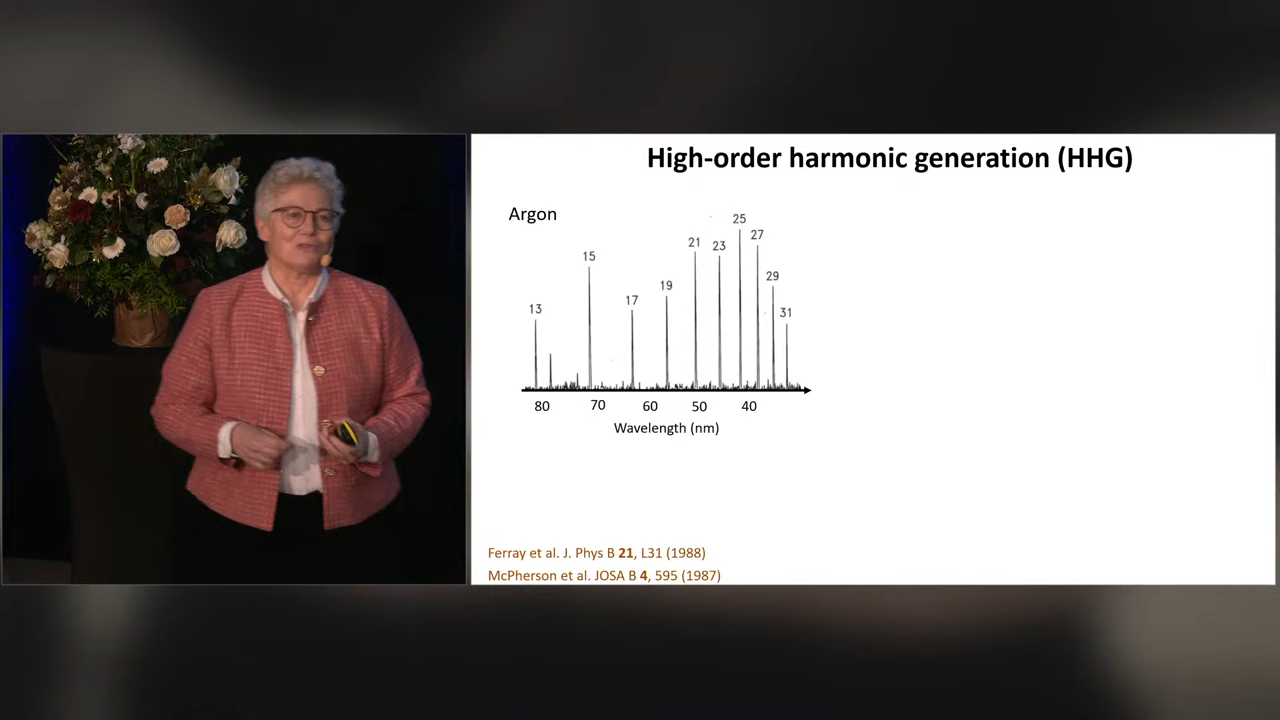 High-order harmonic generation (HHG)
Argon
13
15
17
19
21
23
25
27
29
31
80 70 60 50 40
Wavelength (nm)
Ferray et al. J. Phys B 21, L31 (1988)
McPherson et al. JOSA B 4, 595 (1987)